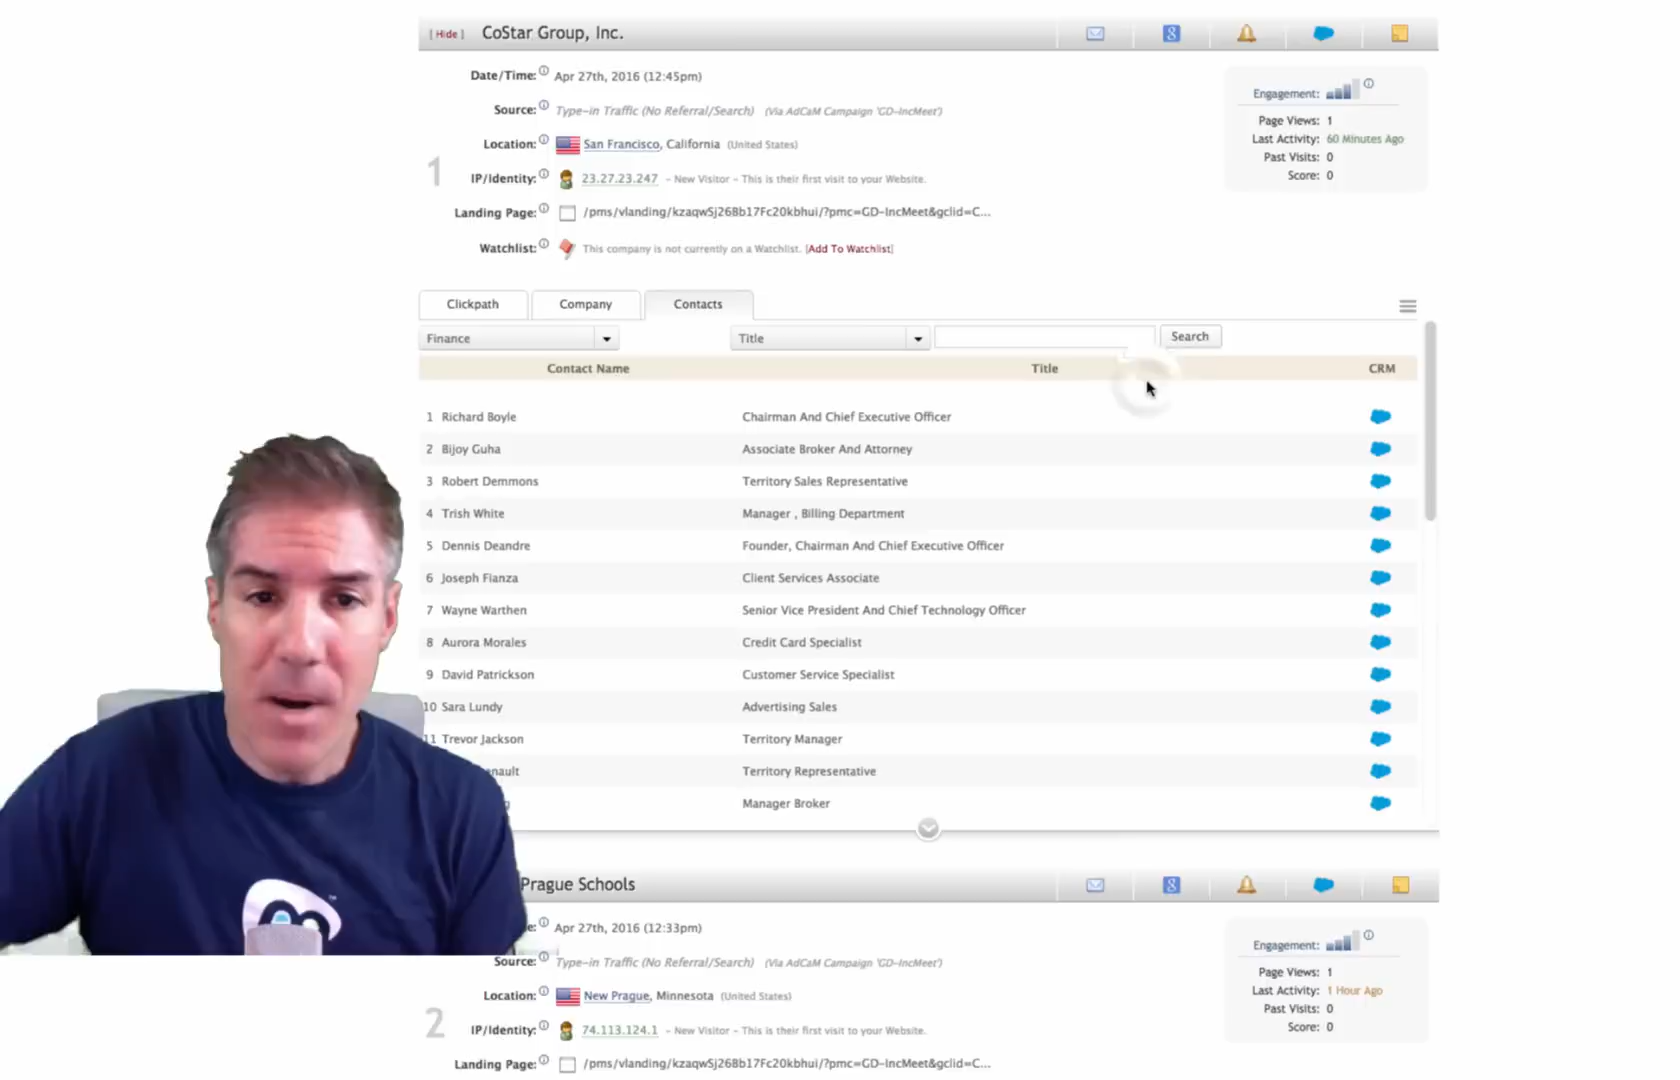 [ Hide ] CoStar Group, Inc.
Date/Time: Apr 27th, 2016 (12:45pm)
Source: Type-in Traffic (No Referral/Search) (Via AdCaM Campaign 'GD-IncMeet')
Location: San Francisco, California (United States)
1
IP/Identity: 23.27.23.247 - New Visitor - This is their first visit to your Website.
Landing Page: /pms/vlanding/kzaqwSj268b17Fc20kbhui/?pmc=GD-IncMeet&gclid=C...
Watchlist: This company is not currently on a Watchlist. [Add To Watchlist]
Engagement:
Page Views: 1
Last Activity: 60 Minutes Ago
Past Visits: 0
Score: 0
Clickpath Company Contacts
Finance Title Search
Contact Name Title CRM
1 Richard Boyle Chairman And Chief Executive Officer
2 Bijoy Guha Associate Broker And Attorney
3 Robert Demmons Territory Sales Representative
4 Trish White Manager , Billing Department
5 Dennis Deandre Founder, Chairman And Chief Executive Officer
6 Joseph Fianza Client Services Associate
7 Wayne Warthen Senior Vice President And Chief Technology Officer
8 Aurora Morales Credit Card Specialist
9 David Patrickson Customer Service Specialist
10 Sara Lundy Advertising Sales
11 Trevor Jackson Territory Manager
enault Territory Representative
g Manager Broker
Prague Schools
e: Apr 27th, 2016 (12:33pm)
Source: Type-in Traffic (No Referral/Search) (Via AdCaM Campaign 'GD-IncMeet')
Location: New Prague, Minnesota (United States)
2
IP/Identity: 74.113.124.1 - New Visitor - This is their first visit to your Website.
Landing Page: /pms/vlanding/kzaqwSj268b17Fc20kbhui/?pmc=GD-IncMeet&gclid=C...
Engagement:
Page Views: 1
Last Activity: 1 Hour Ago
Past Visits: 0
Score: 0